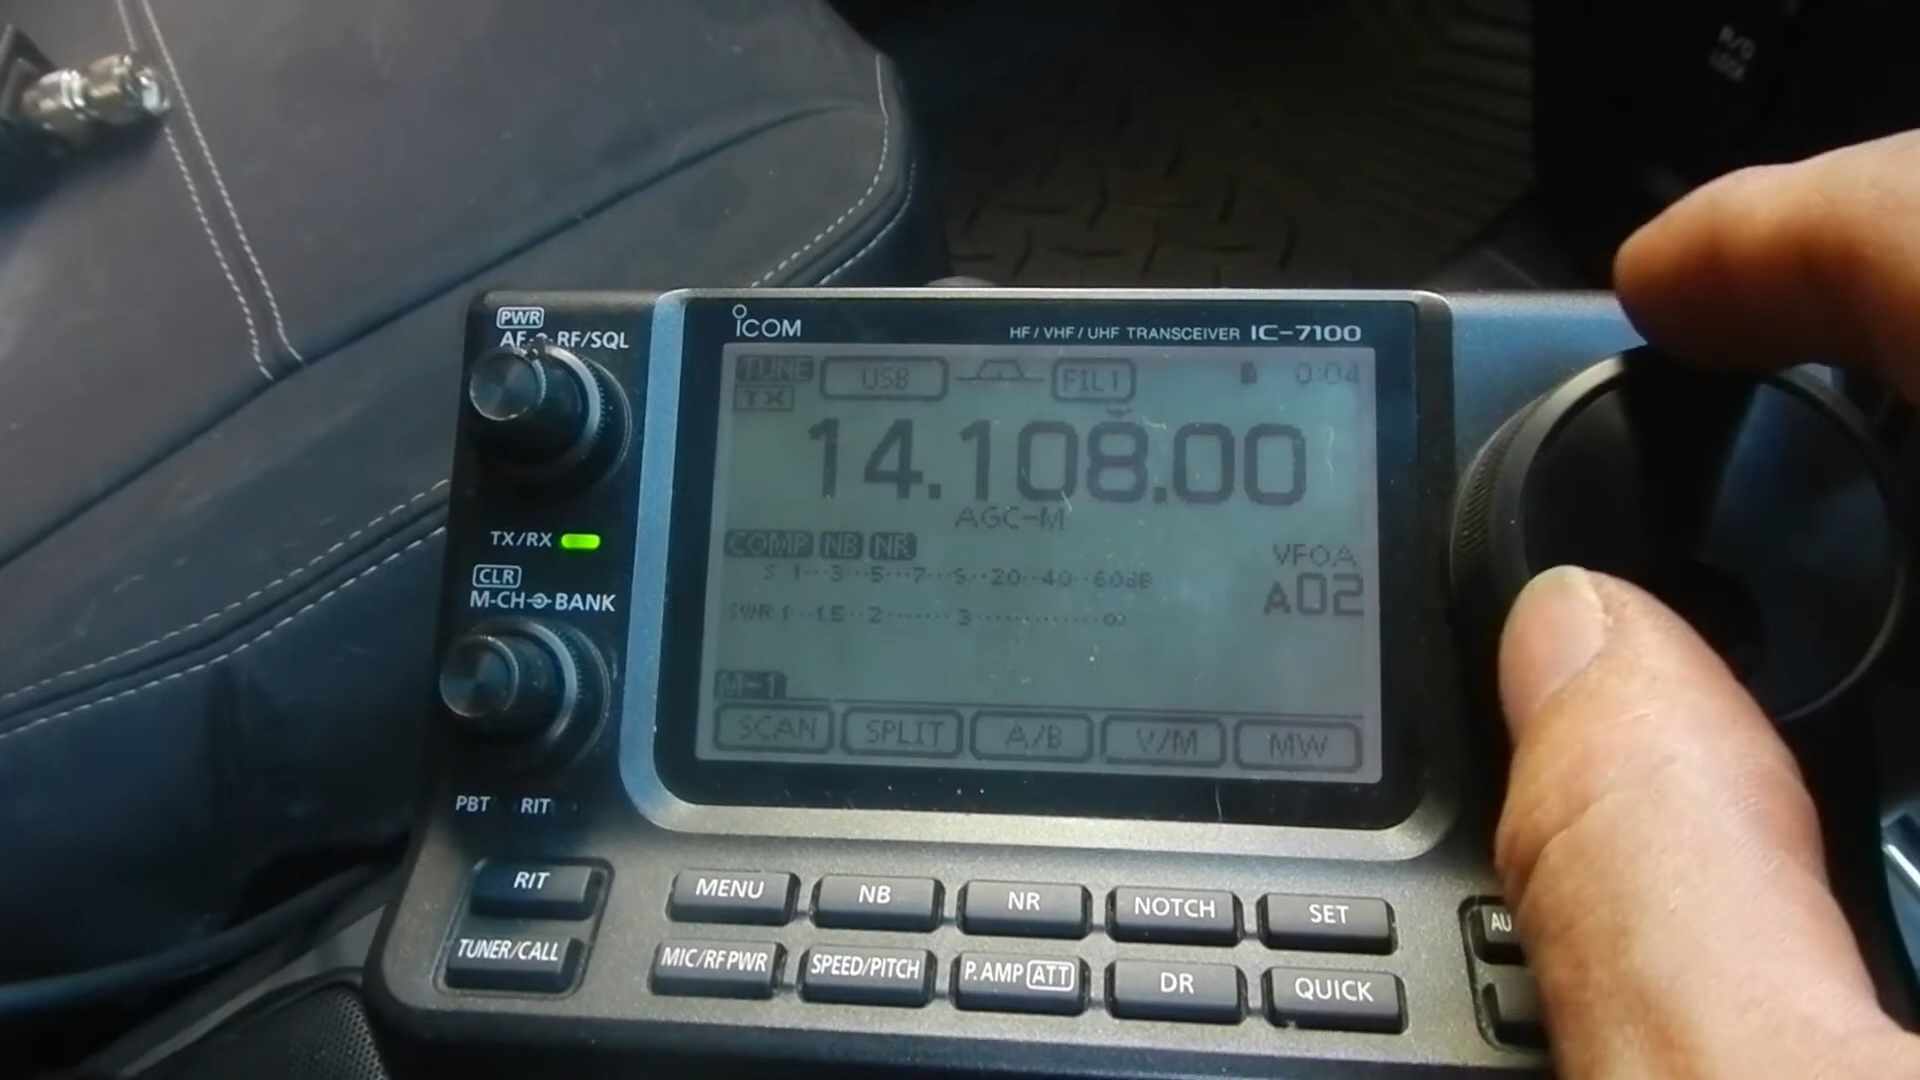 PWR
AF RF/SQL
ICOM
HF/VHF/UHF TRANSCEIVER IC-7100
TUNE USB FIL1 0:04
TX
14.108.00
AGC-M
TX/RX
COMP NB NR
VFOA
S 1 3 5 7 9 20 40 60dB
A02
CLR
M-CH BANK
SWR 1 1.5 2 3 ∞
M-1
SCAN SPLIT A/B V/M MW
PBT RIT
RIT MENU NB NR NOTCH SET AU
TUNER/CALL MIC/RF PWR SPEED/PITCH P.AMP ATT DR QUICK